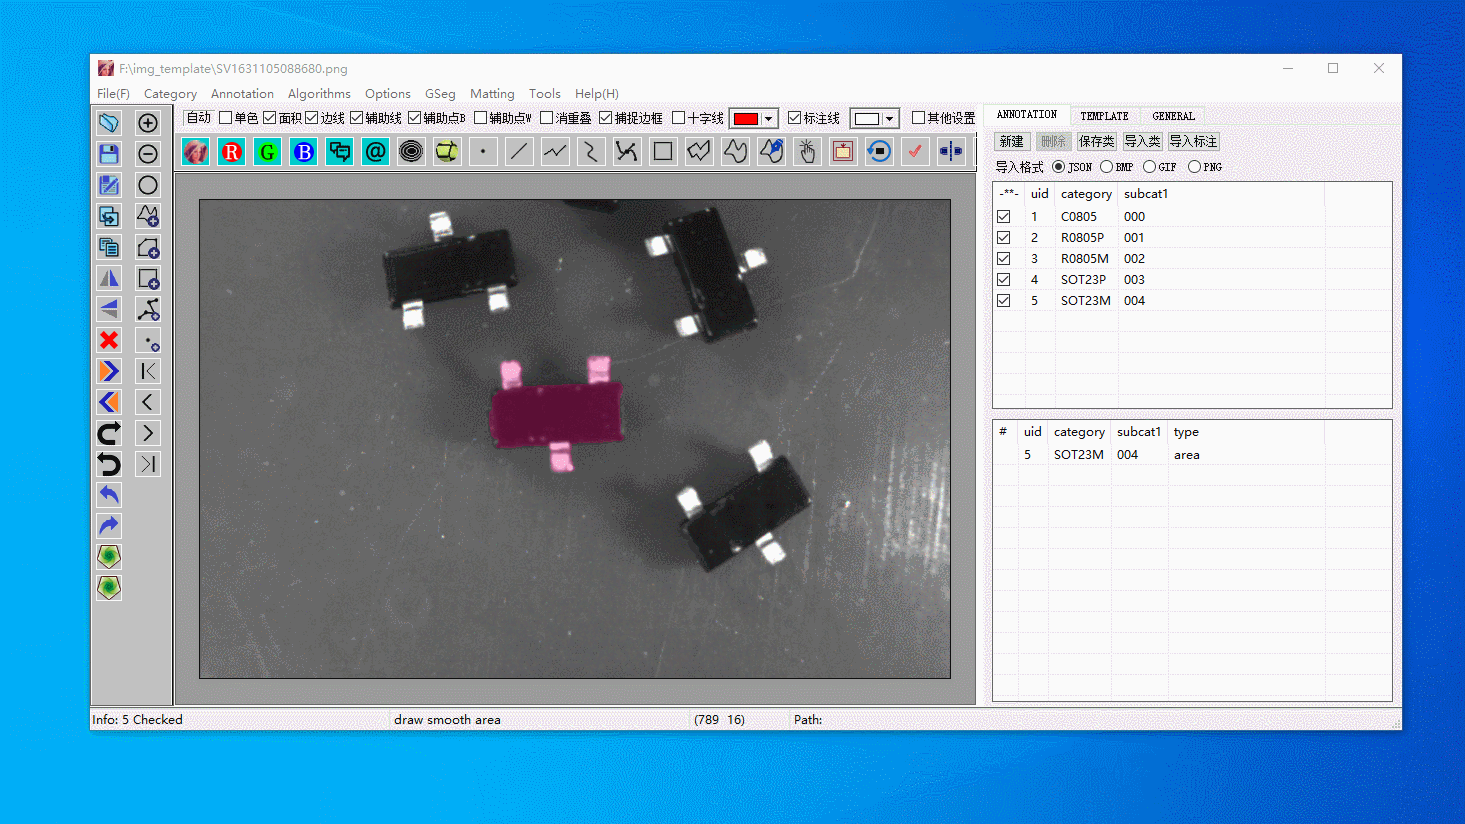 F:\img_template\SV1631105088680.png
File(F) Category Annotation Algorithms Options GSeg Matting Tools Help(H)
自动 单色 面积 边线 辅助线 辅助点B 辅助点W 消重叠 捕捉边框 十字线 标注线 其他设置
R G B @
ANNOTATION TEMPLATE GENERAL
新建 删除 保存类 导入类 导入标注
导入格式 JSON BMP GIF PNG
-**- uid category subcat1
1 C0805 000
2 R0805P 001
3 R0805M 002
4 SOT23P 003
5 SOT23M 004
# uid category subcat1 type
5 SOT23M 004 area
Info: 5 Checked draw smooth area (789 16) Path: